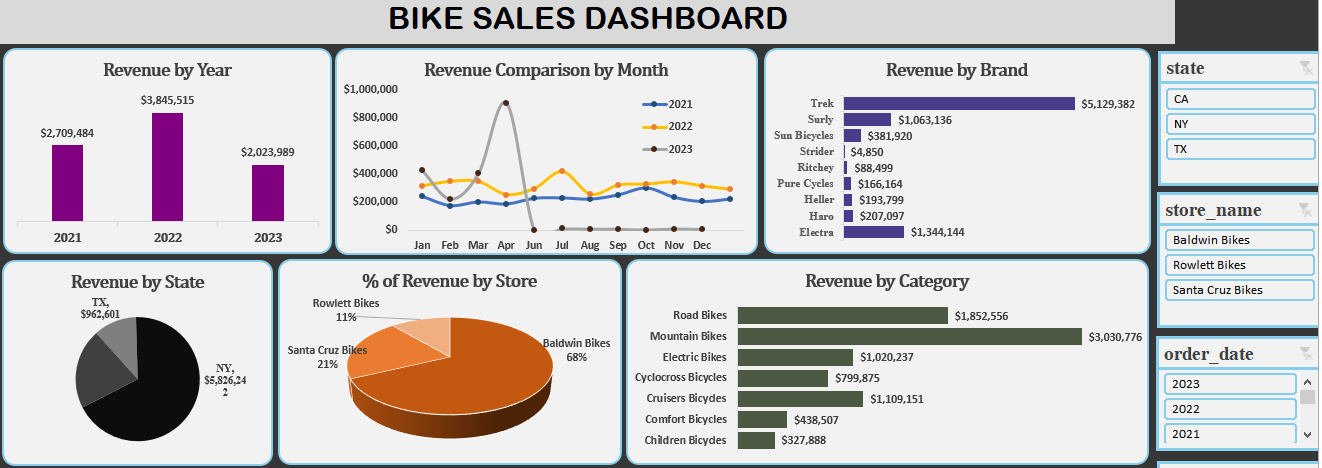 BIKE SALES DASHBOARD
Revenue by Year
$2,709,484
$3,845,515
$2,023,989
2021
2022
2023
Revenue Comparison by Month
$1,000,000
$800,000
$600,000
$400,000
$200,000
$0
Jan Feb Mar Apr Jun Jul Aug Sep Oct Nov Dec
2021
2022
2023
Revenue by Brand
Trek $5,129,382
Surly $1,063,136
Sun Bicycles $381,920
Strider $4,850
Ritchey $88,499
Pure Cycles $166,164
Heller $193,799
Haro $207,097
Electra $1,344,144
state
CA
NY
TX
store_name
Baldwin Bikes
Rowlett Bikes
Santa Cruz Bikes
order_date
2023
2022
2021
Revenue by State
TX,
$962,601
NY,
$5,826,24
2
% of Revenue by Store
Rowlett Bikes
11%
Santa Cruz Bikes
21%
Baldwin Bikes
68%
Revenue by Category
Road Bikes $1,852,556
Mountain Bikes $3,030,776
Electric Bikes $1,020,237
Cyclocross Bicycles $799,875
Cruisers Bicycles $1,109,151
Comfort Bicycles $438,507
Children Bicycles $327,888